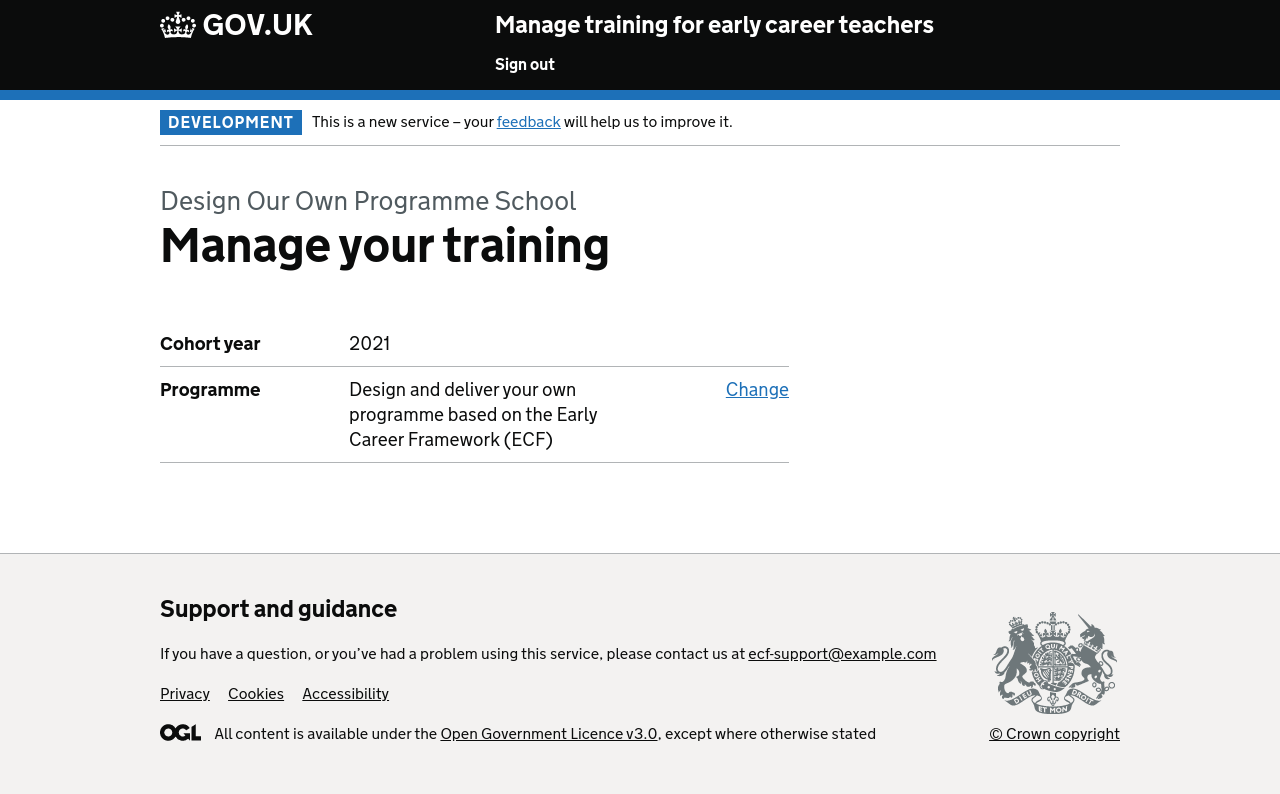 GOV.UK
Manage training for early career teachers
Sign out
DEVELOPMENT This is a new service – your feedback will help us to improve it.
Design Our Own Programme School
Manage your training
Cohort year 2021
Programme Design and deliver your own Change
programme based on the Early
Career Framework (ECF)
Support and guidance
If you have a question, or you’ve had a problem using this service, please contact us at ecf-support@example.com
Privacy Cookies Accessibility
OGL All content is available under the Open Government Licence v3.0, except where otherwise stated
DIEU ET MON DROIT
© Crown copyright